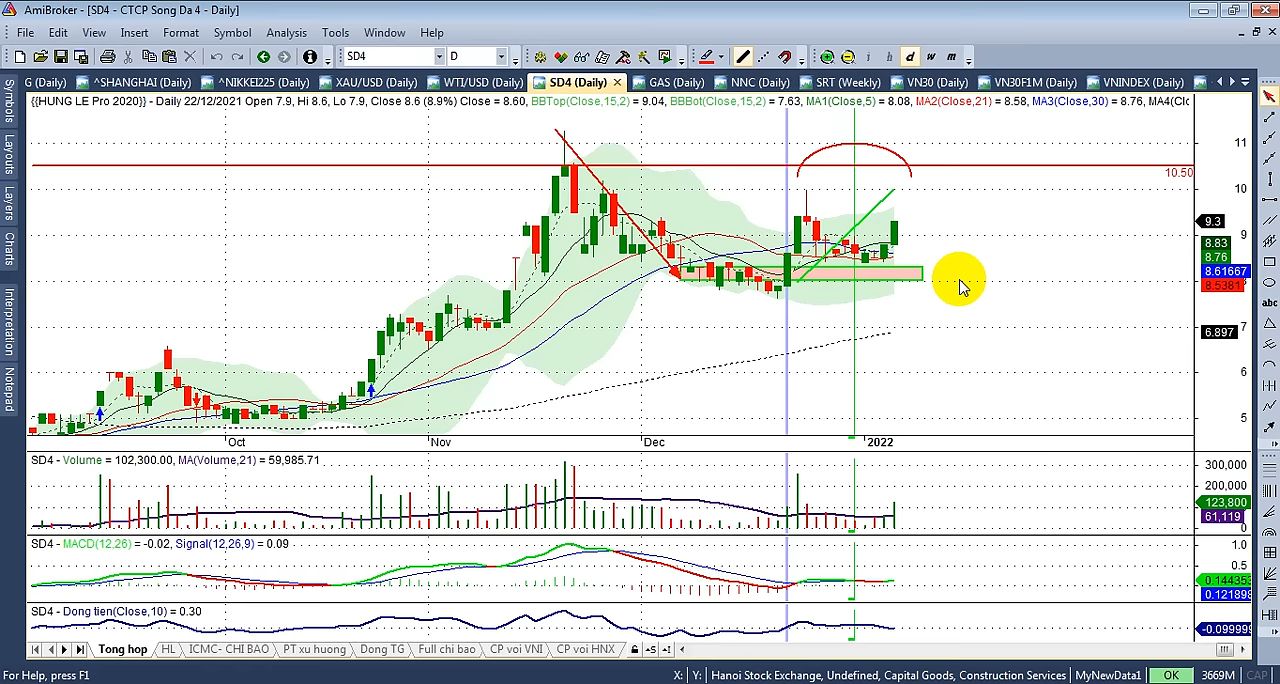 AmiBroker - [SD4 - CTCP Song Da 4 - Daily]
File Edit View Insert Format Symbol Analysis Tools Window Help
SD4 D i h d w m
G (Daily) ^SHANGHAI (Daily) ^NIKKEI225 (Daily) XAU/USD (Daily) WTI/USD (Daily) SD4 (Daily) GAS (Daily) NNC (Daily) SRT (Weekly) VN30 (Daily) VN30F1M (Daily) VNINDEX (Daily)
{{HUNG LE Pro 2020}} - Daily 22/12/2021 Open 7.9, Hi 8.6, Lo 7.9, Close 8.6 (8.9%) Close = 8.60, BBTop(Close,15,2) = 9.04, BBBot(Close,15,2) = 7.63, MA1(Close,5) = 8.08, MA2(Close,21) = 8.58, MA3(Close,30) = 8.76, MA4(Clo
Symbols
Layouts
Layers
Charts
Interpretation
Notepad
abc
11
10.50
10
9.3
9
8.83
8.76
8.61667
8.5381
7
6.897
6
5
Oct Nov Dec 2022
SD4 - Volume = 102,300.00, MA(Volume,21) = 59,985.71
300,000
200,000
123,800
61,119
0
SD4 - MACD(12,26) = -0.02, Signal(12,26,9) = 0.09
1.0
0.5
0.144353
0.121898
SD4 - Dong tien(Close,10) = 0.30
-0.099999
Tong hop HL ICMC- CHI BAO PT xu huong Dong TG Full chi bao CP voi VNI CP voi HNX
For Help, press F1 X: Y: Hanoi Stock Exchange, Undefined, Capital Goods, Construction Services MyNewData1 OK 3669M CAP